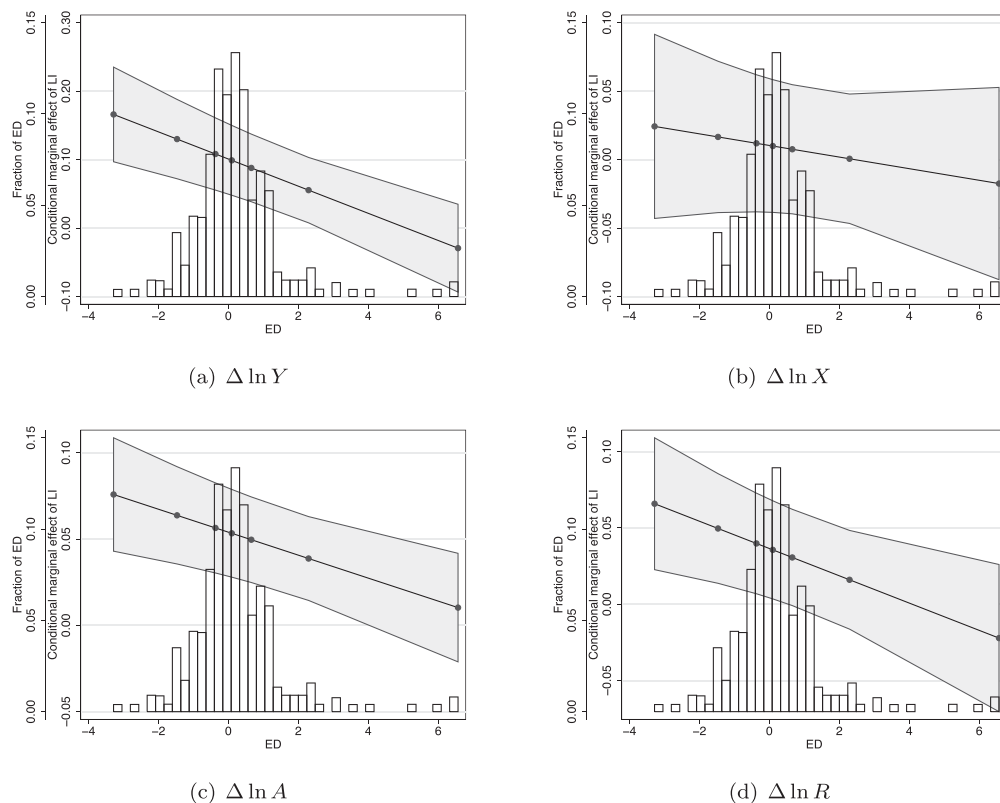 Fraction of ED
0.00 0.05 0.10 0.15
Conditional marginal effect of LI
−0.10 0.00 0.10 0.20 0.30
−4 −2 0 2 4 6
ED
(a) Δ ln Y
Fraction of ED
0.00 0.05 0.10 0.15
Conditional marginal effect of LI
−0.10 −0.05 0.00 0.05 0.10
−4 −2 0 2 4 6
ED
(b) Δ ln X
Fraction of ED
0.00 0.05 0.10 0.15
Conditional marginal effect of LI
−0.05 0.00 0.05 0.10
−4 −2 0 2 4 6
ED
(c) Δ ln A
Fraction of ED
0.00 0.05 0.10 0.15
Conditional marginal effect of LI
−0.05 0.00 0.05 0.10
−4 −2 0 2 4 6
ED
(d) Δ ln R